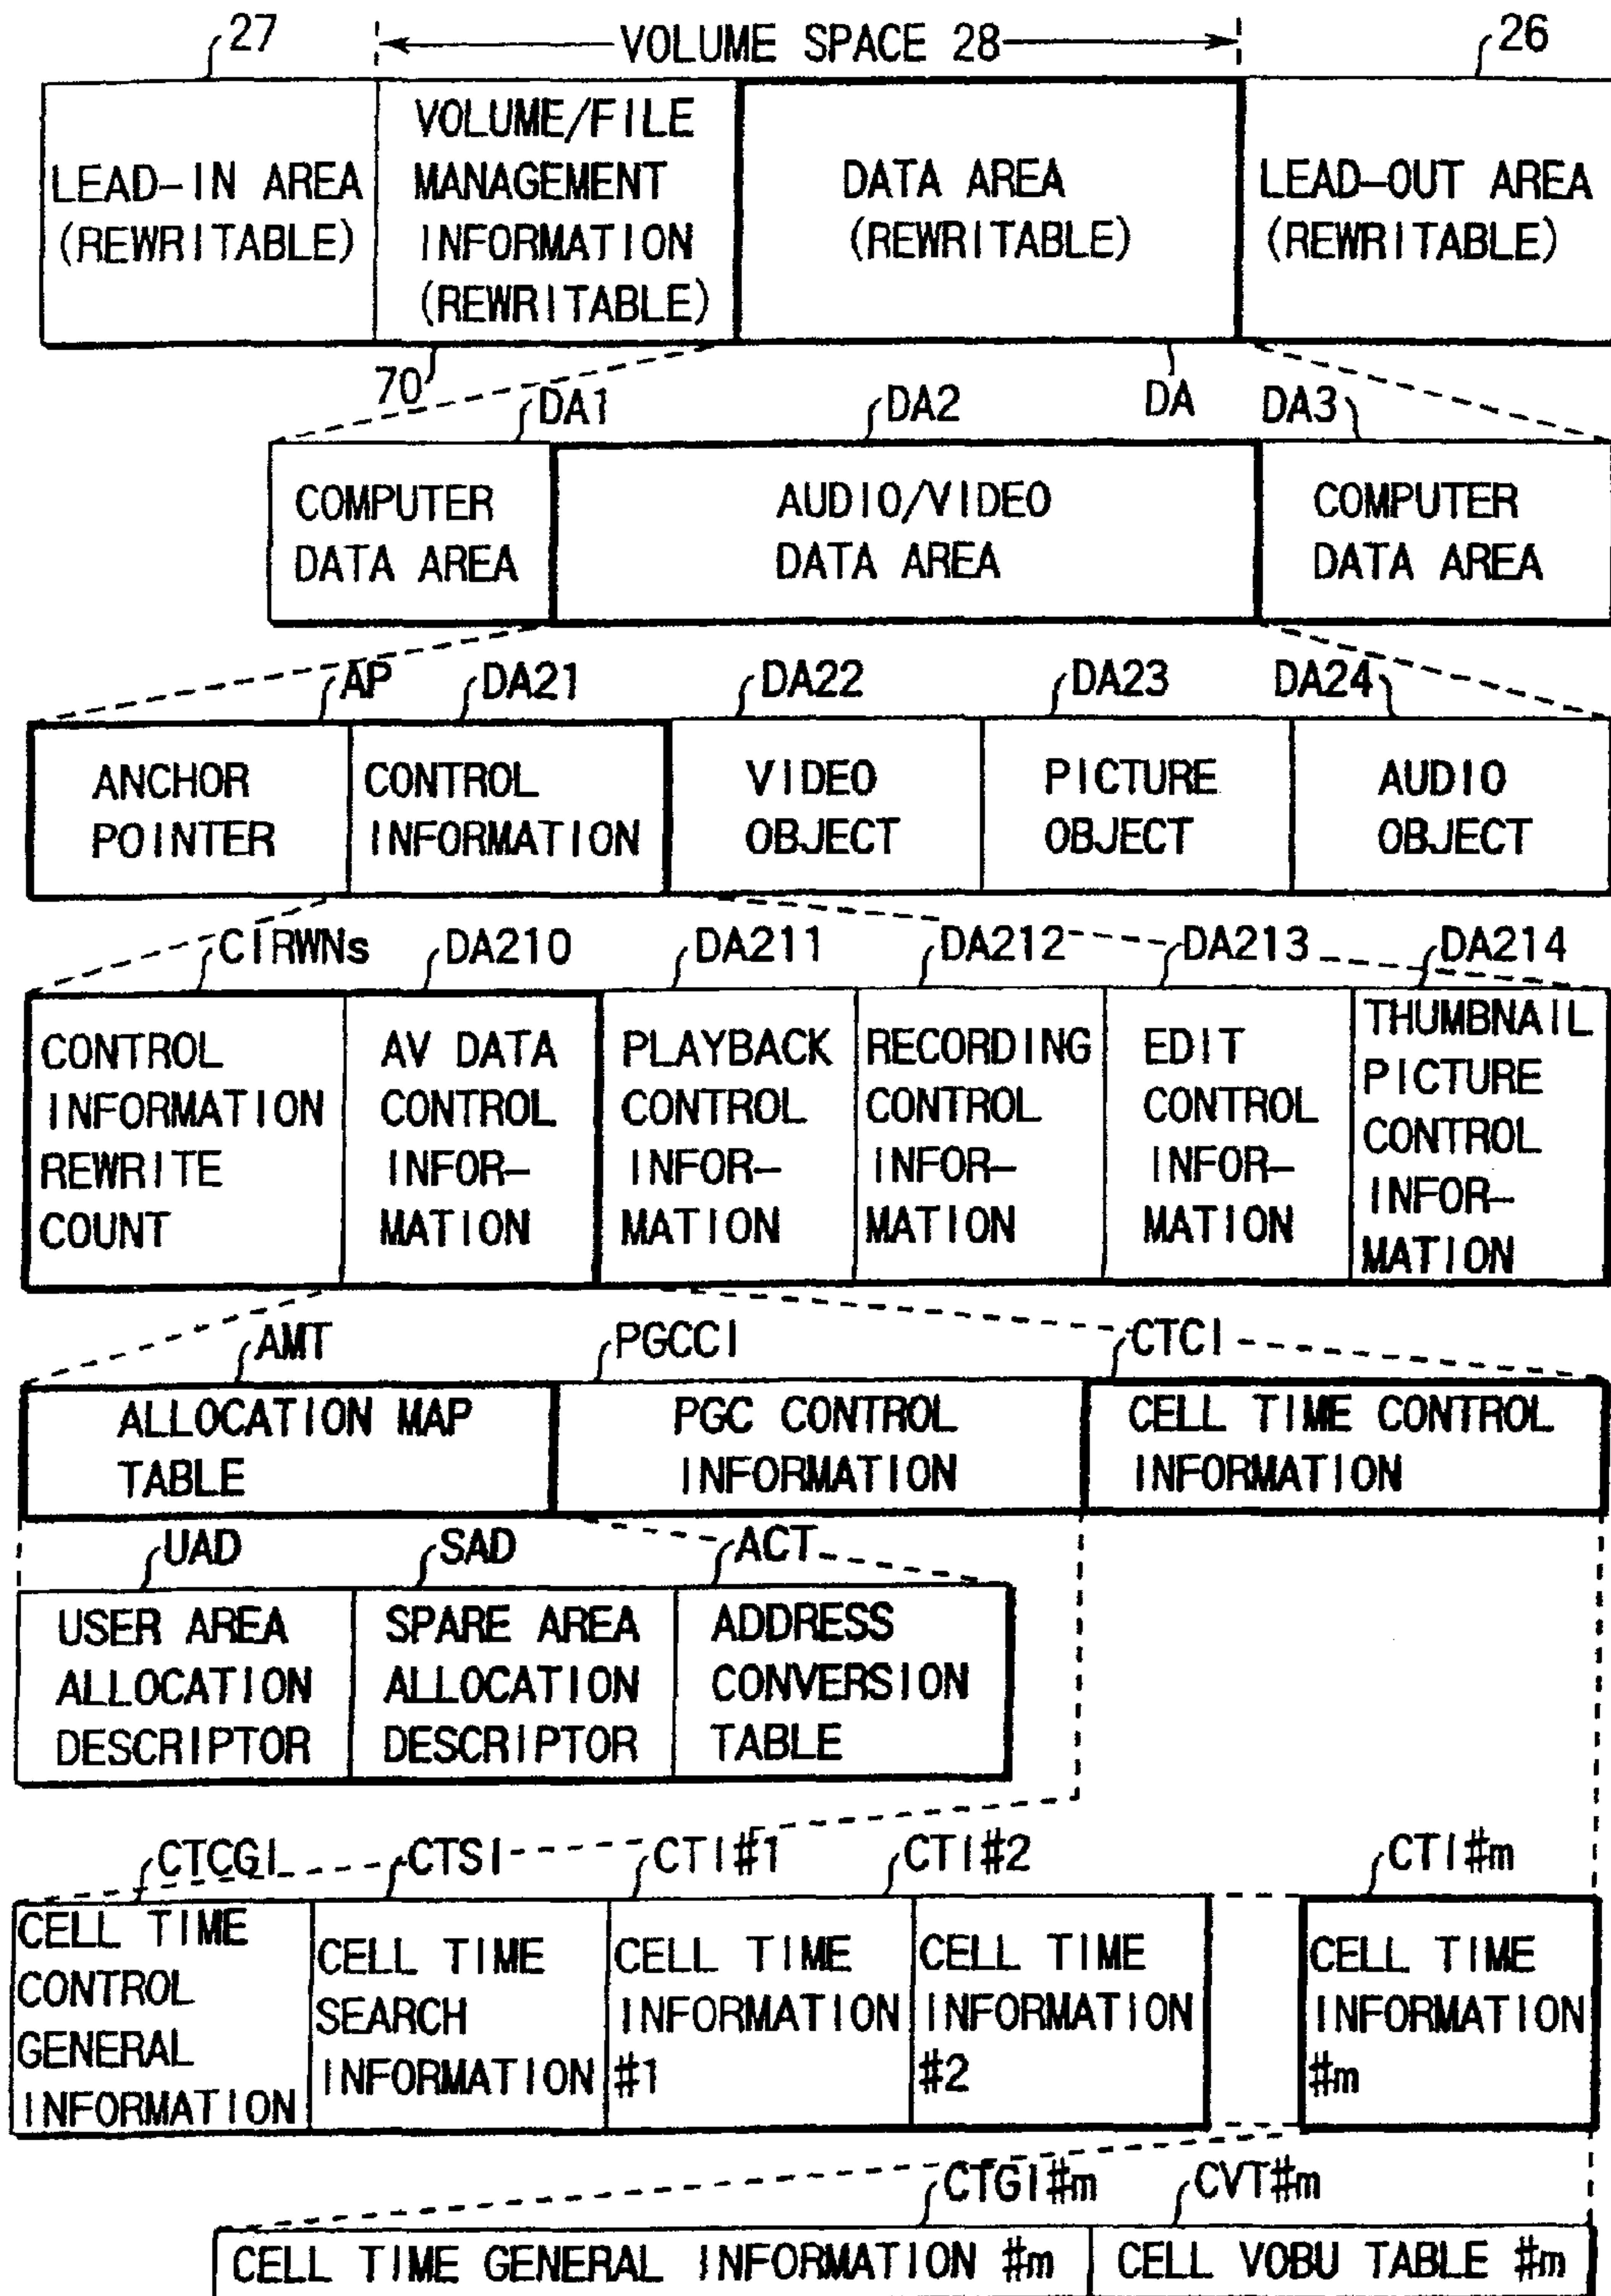 27
VOLUME SPACE 28
26
LEAD-IN AREA
(REWRITABLE)
VOLUME/FILE
MANAGEMENT
INFORMATION
(REWRITABLE)
DATA AREA
(REWRITABLE)
LEAD-OUT AREA
(REWRITABLE)
70
DA1
DA2
DA
DA3
COMPUTER
DATA AREA
AUDIO/VIDEO
DATA AREA
COMPUTER
DATA AREA
AP
DA21
DA22
DA23
DA24
ANCHOR
POINTER
CONTROL
INFORMATION
VIDEO
OBJECT
PICTURE
OBJECT
AUDIO
OBJECT
CIRWNs
DA210
DA211
DA212
DA213
DA214
CONTROL
INFORMATION
REWRITE
COUNT
AV DATA
CONTROL
INFOR-
MATION
PLAYBACK
CONTROL
INFOR-
MATION
RECORDING
CONTROL
INFOR-
MATION
EDIT
CONTROL
INFOR-
MATION
THUMBNAIL
PICTURE
CONTROL
INFOR-
MATION
AMT
PGCCI
CTCI
ALLOCATION MAP
TABLE
PGC CONTROL
INFORMATION
CELL TIME CONTROL
INFORMATION
UAD
SAD
ACT
USER AREA
ALLOCATION
DESCRIPTOR
SPARE AREA
ALLOCATION
DESCRIPTOR
ADDRESS
CONVERSION
TABLE
CTCGI
CTSI
CTI#1
CTI#2
CTI#m
CELL TIME
CONTROL
GENERAL
INFORMATION
CELL TIME
SEARCH
INFORMATION
CELL TIME
INFORMATION
#1
CELL TIME
INFORMATION
#2
CELL TIME
INFORMATION
#m
CTGI#m
CVT#m
CELL TIME GENERAL INFORMATION #m
CELL VOBU TABLE #m